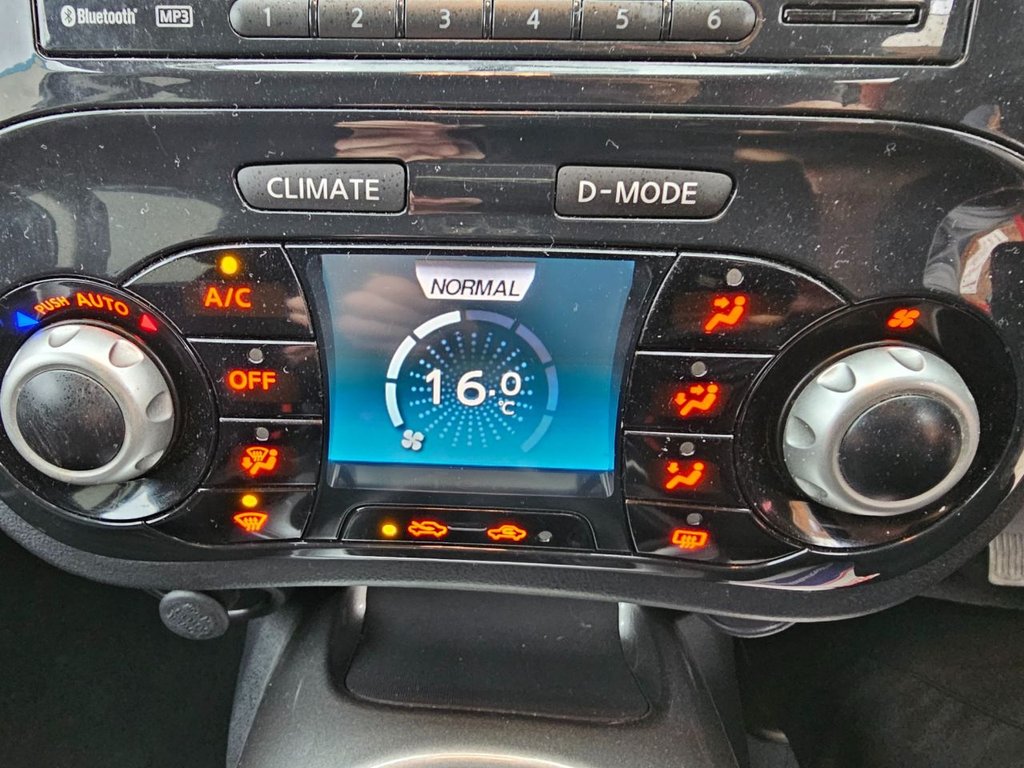 Bluetooth MP3 1 2 3 4 5 6
CLIMATE D-MODE
NORMAL
PUSH AUTO A/C
OFF
16.0
°C